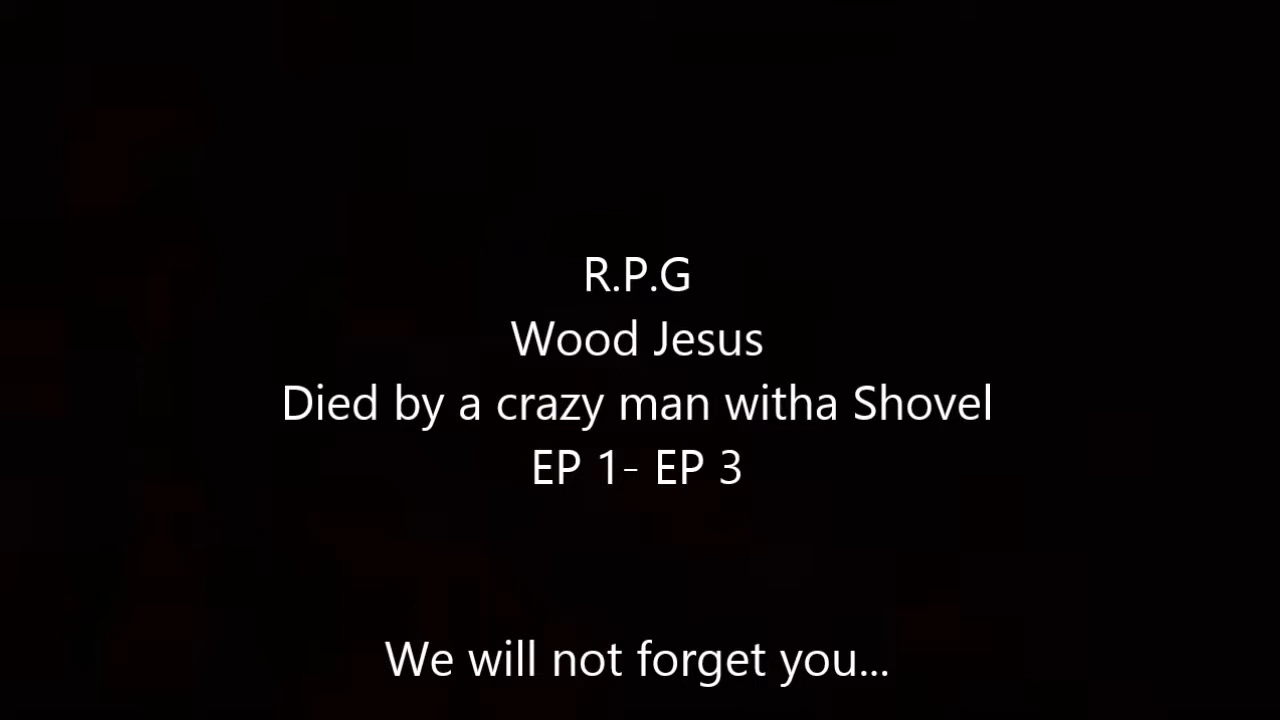 R.P.G
Wood Jesus
Died by a crazy man witha Shovel
EP 1- EP 3
We will not forget you...